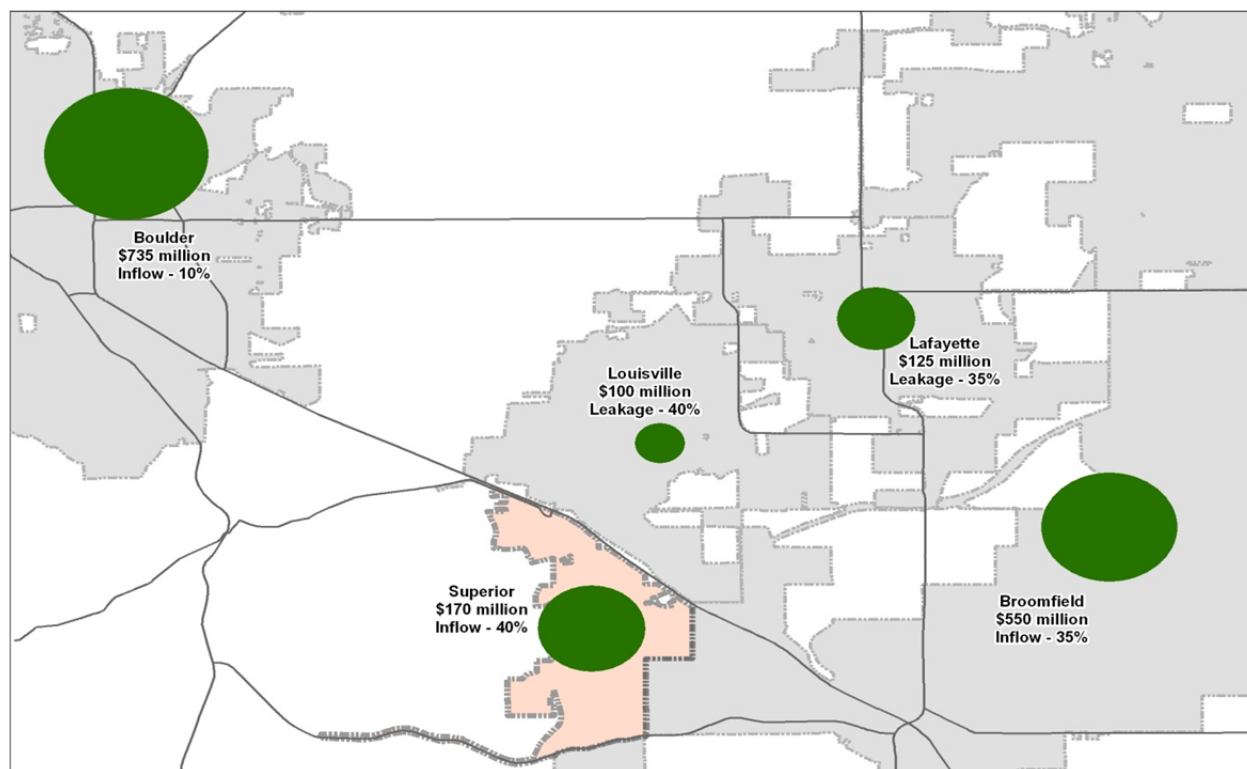 Boulder
$735 million
Inflow - 10%
Lafayette
$125 million
Leakage - 35%
Louisville
$100 million
Leakage - 40%
Superior
$170 million
Inflow - 40%
Broomfield
$550 million
Inflow - 35%